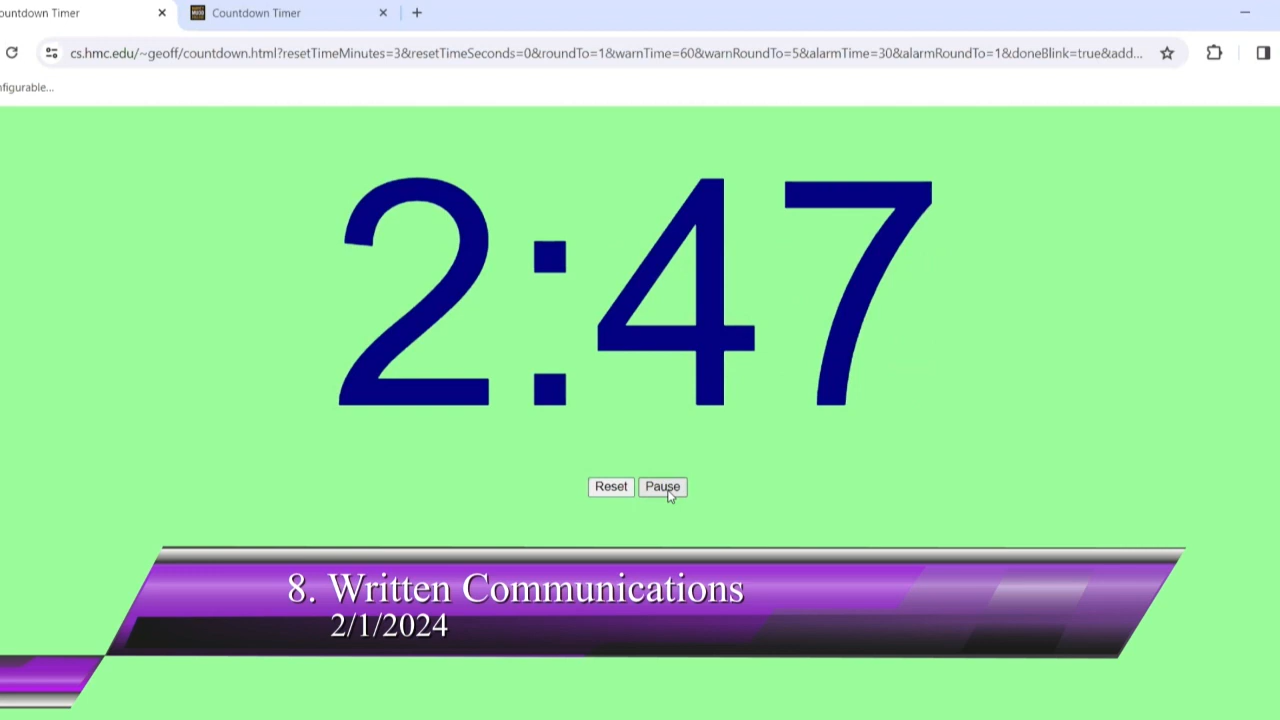 ountdown Timer
Countdown Timer
cs.hmc.edu/~geoff/countdown.html?resetTimeMinutes=3&resetTimeSeconds=0&roundTo=1&warnTime=60&warnRoundTo=5&alarmTime=30&alarmRoundTo=1&doneBlink=true&add...
nfigurable...
2:47
Reset Pause
8. Written Communications
2/1/2024